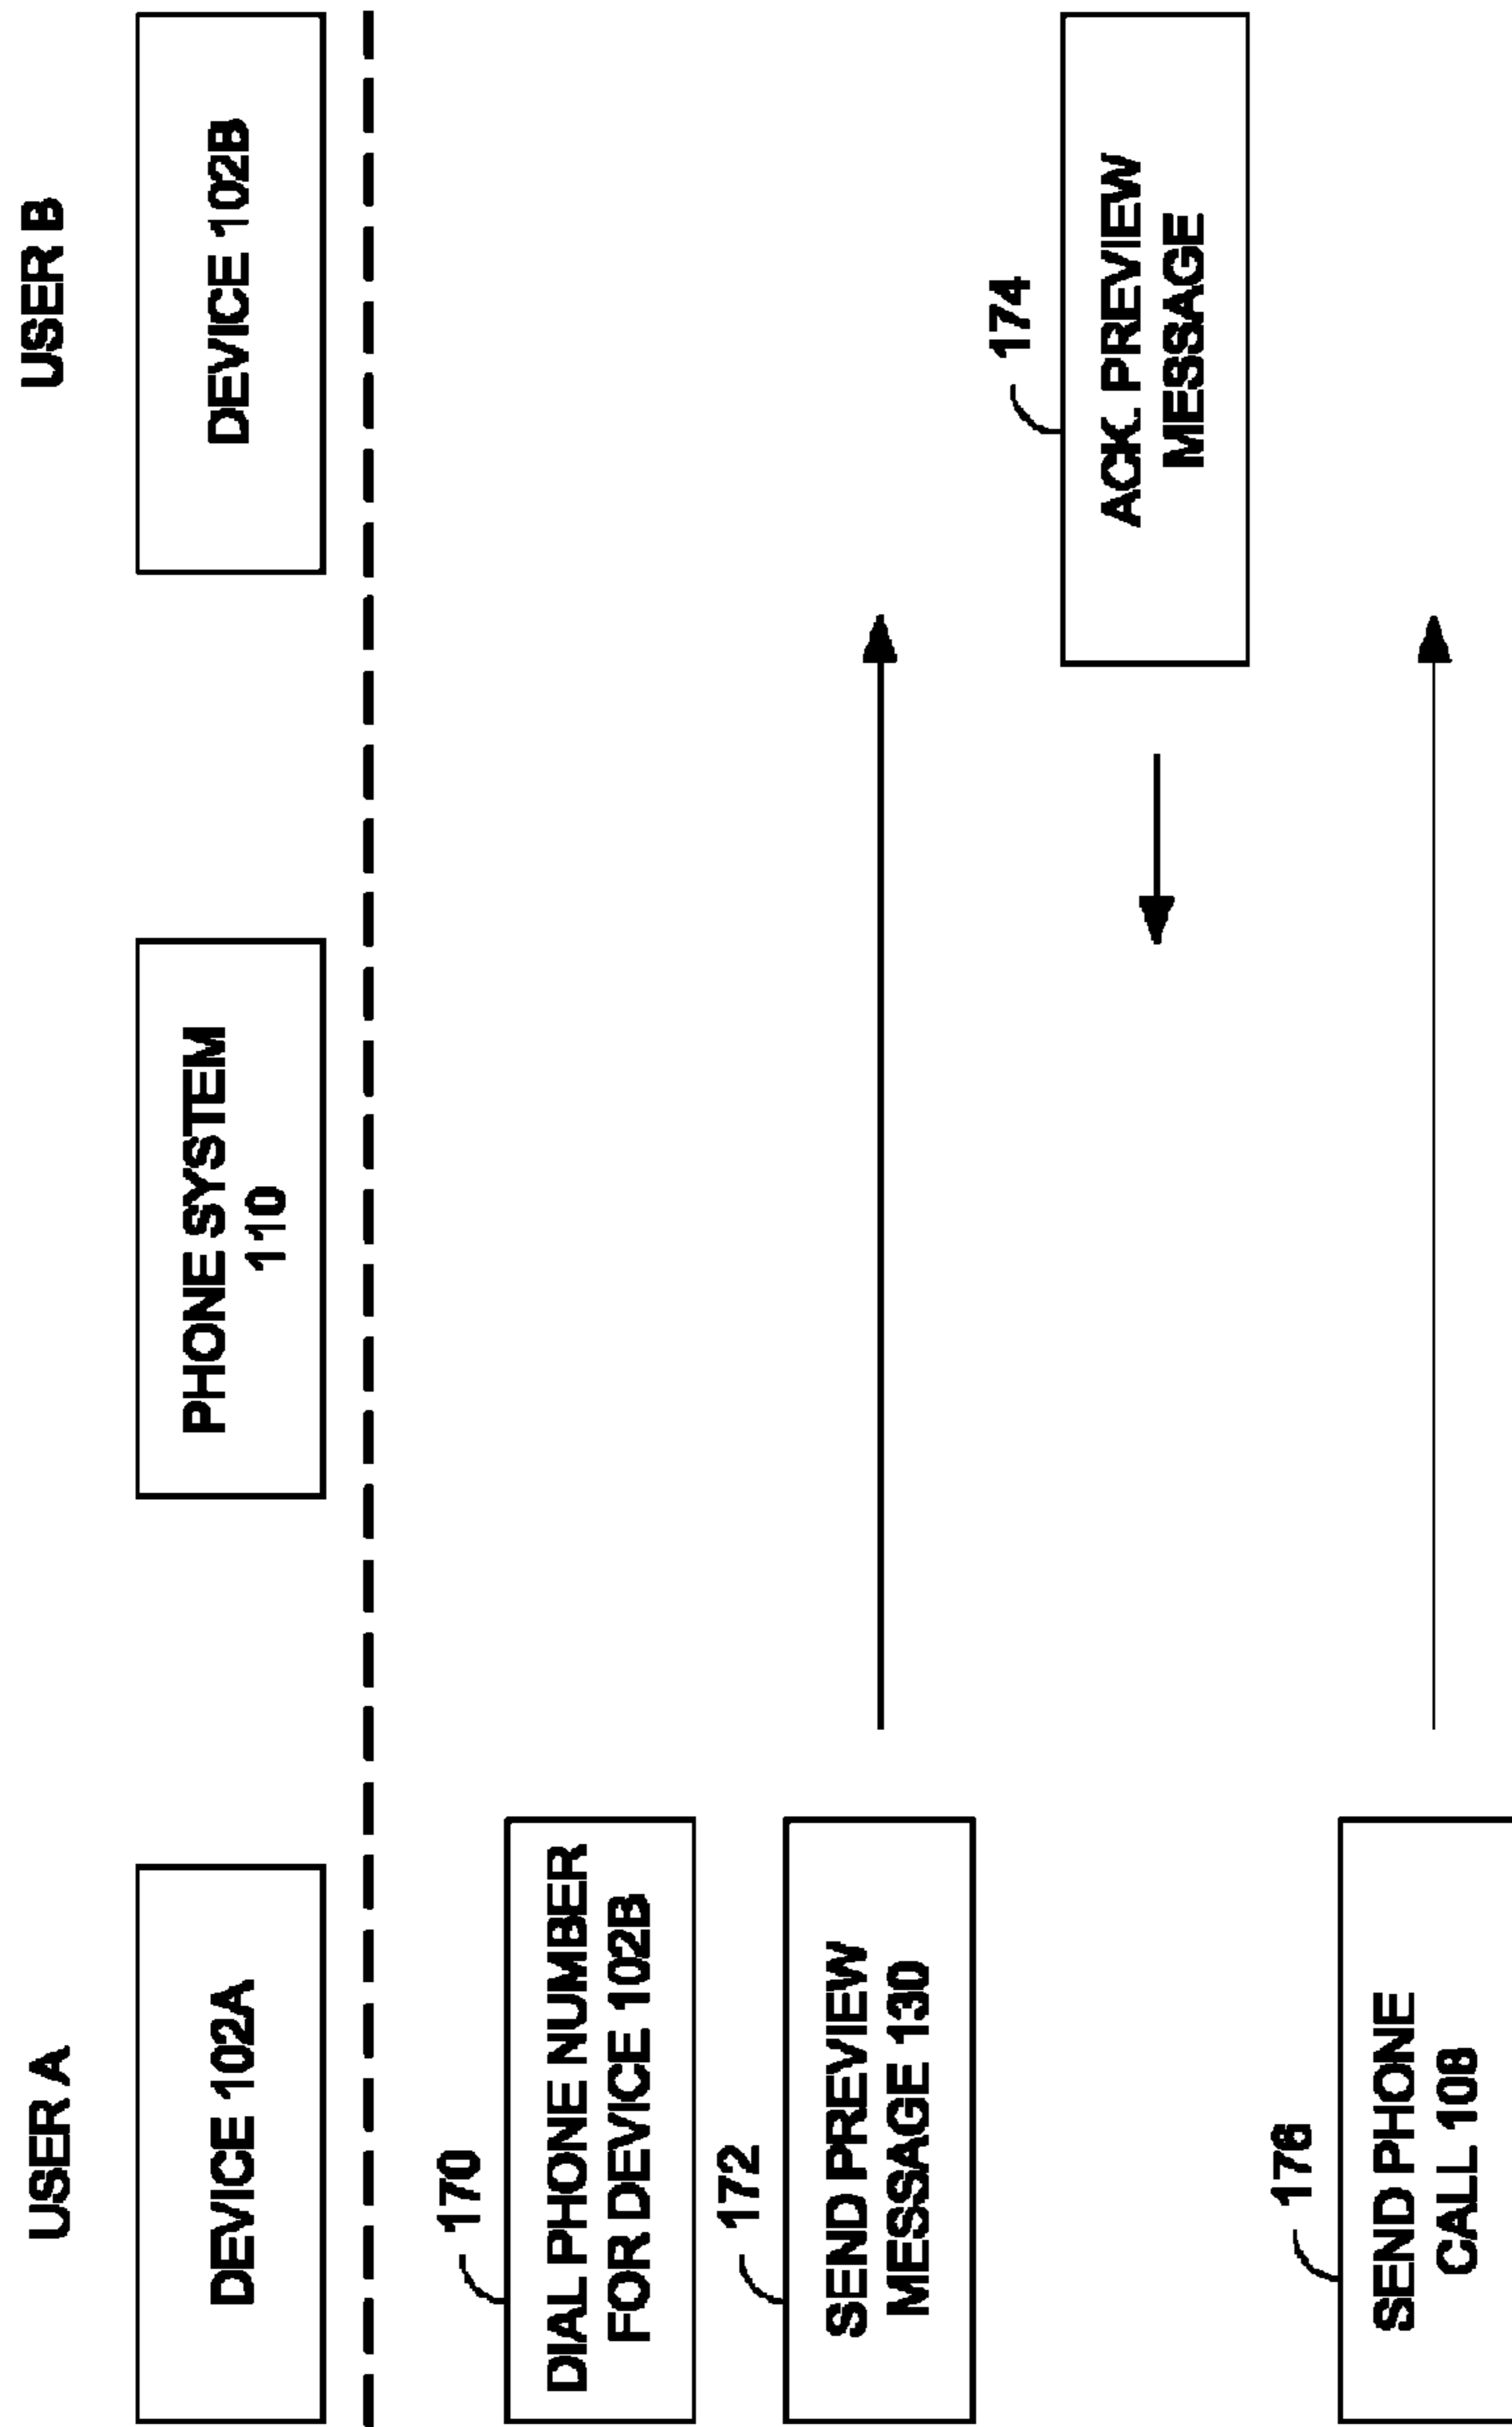 USER A
USER B
DEVICE 102A
PHONE SYSTEM
110
DEVICE 102B
170
DIAL PHONE NUMBER
FOR DEVICE 102B
172
SEND PREVIEW
MESSAGE 130
174
ACK. PREVIEW
MESSAGE
176
SEND PHONE
CALL 108